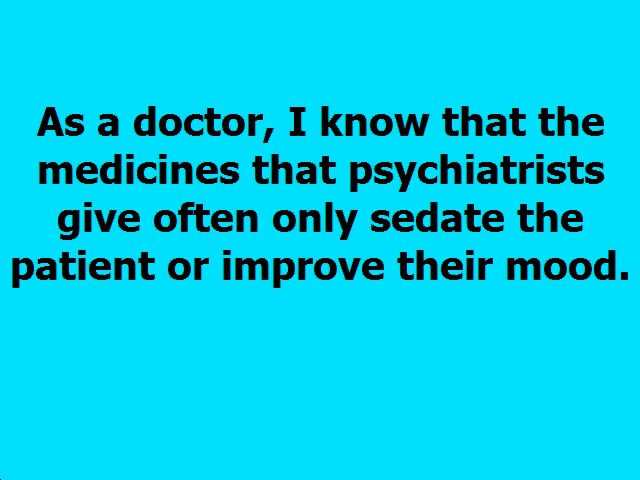 As a doctor, I know that the
medicines that psychiatrists
give often only sedate the
patient or improve their mood.